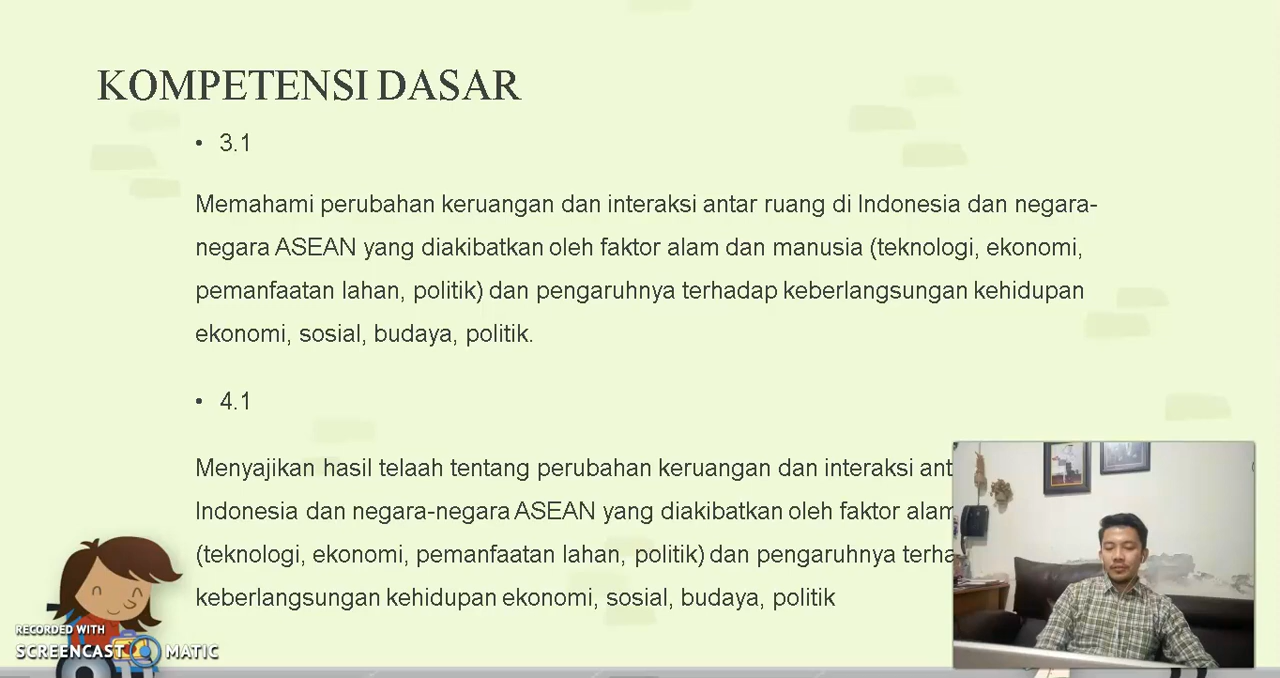 KOMPETENSI DASAR
• 3.1
Memahami perubahan keruangan dan interaksi antar ruang di Indonesia dan negara-
negara ASEAN yang diakibatkan oleh faktor alam dan manusia (teknologi, ekonomi,
pemanfaatan lahan, politik) dan pengaruhnya terhadap keberlangsungan kehidupan
ekonomi, sosial, budaya, politik.
• 4.1
Menyajikan hasil telaah tentang perubahan keruangan dan interaksi ant
Indonesia dan negara-negara ASEAN yang diakibatkan oleh faktor alam
(teknologi, ekonomi, pemanfaatan lahan, politik) dan pengaruhnya terha
keberlangsungan kehidupan ekonomi, sosial, budaya, politik
RECORDED WITH
SCREENCAST MATIC